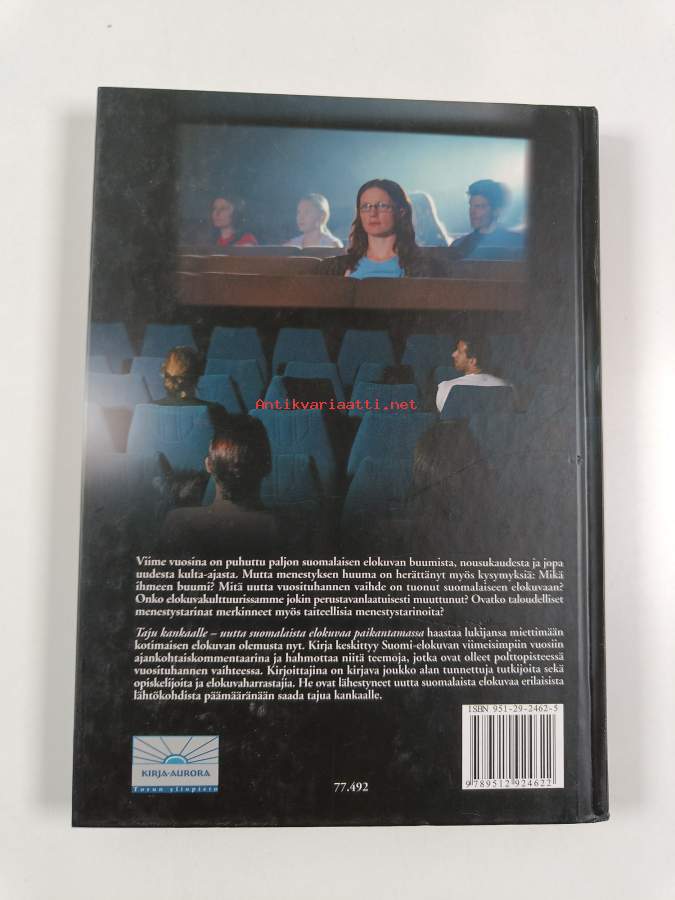 Antikvariaatti.net
Viime vuosina on puhuttu paljon suomalaisen elokuvan buumista, nousukaudesta ja jopa
uudesta kulta-ajasta. Mutta menestyksen huuma on herättänyt myös kysymyksiä: Mikä
ihmeen buumi? Mitä uutta vuosituhannen vaihde on tuonut suomalaiseen elokuvaan?
Onko elokuvakulttuurissamme jokin perustavanlaatuisesti muuttunut? Ovatko taloudelliset
menestystarinat merkinneet myös taiteellisia menestystarinoita?
Taju kankaalle – uutta suomalaista elokuvaa paikantamassa haastaa lukijansa miettimään
kotimaisen elokuvan olemusta nyt. Kirja keskittyy Suomi-elokuvan viimeisimpiin vuosiin
ajankohtaiskommentaarina ja hahmottaa niitä teemoja, jotka ovat olleet polttopisteessä
vuosituhannen vaihteessa. Kirjoittajina on kirjava joukko alan tunnettuja tutkijoita sekä
opiskelijoita ja elokuvaharrastajia. He ovat lähestyneet uutta suomalaista elokuvaa erilaisista
lähtökohdista päämääränään saada tajua kankaalle.
ISBN 951-29-2462-5
KIRJA-AURORA
Turun yliopisto
77.492
9 789512 924622